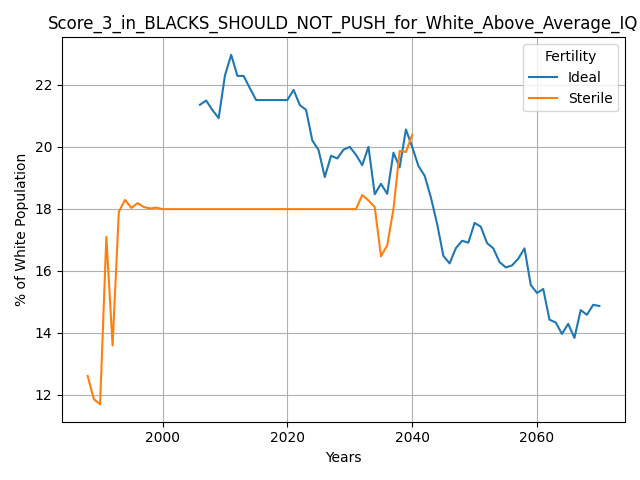 Score_3_in_BLACKS_SHOULD_NOT_PUSH_for_White_Above_Average_IQ
Fertility
Ideal
Sterile
% of White Population
22
20
18
16
14
12
2000 2020 2040 2060
Years